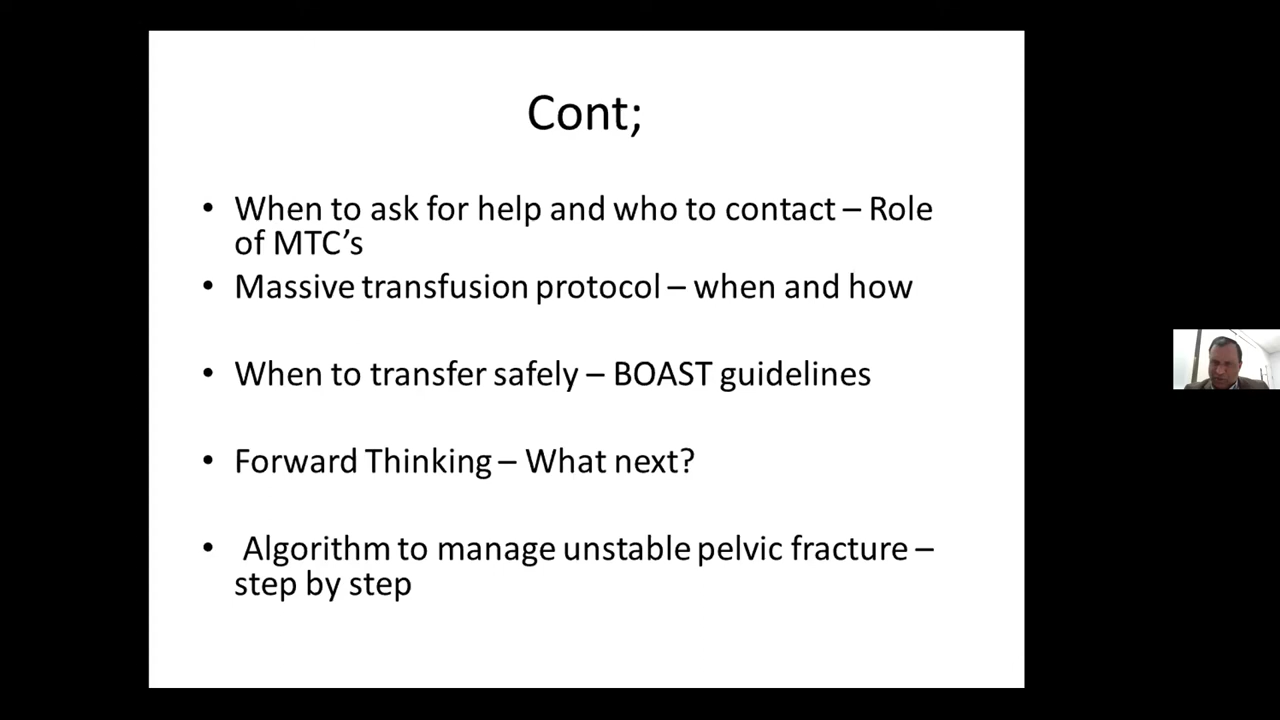 Cont;
• When to ask for help and who to contact – Role
of MTC’s
• Massive transfusion protocol – when and how
• When to transfer safely – BOAST guidelines
• Forward Thinking – What next?
• Algorithm to manage unstable pelvic fracture –
step by step